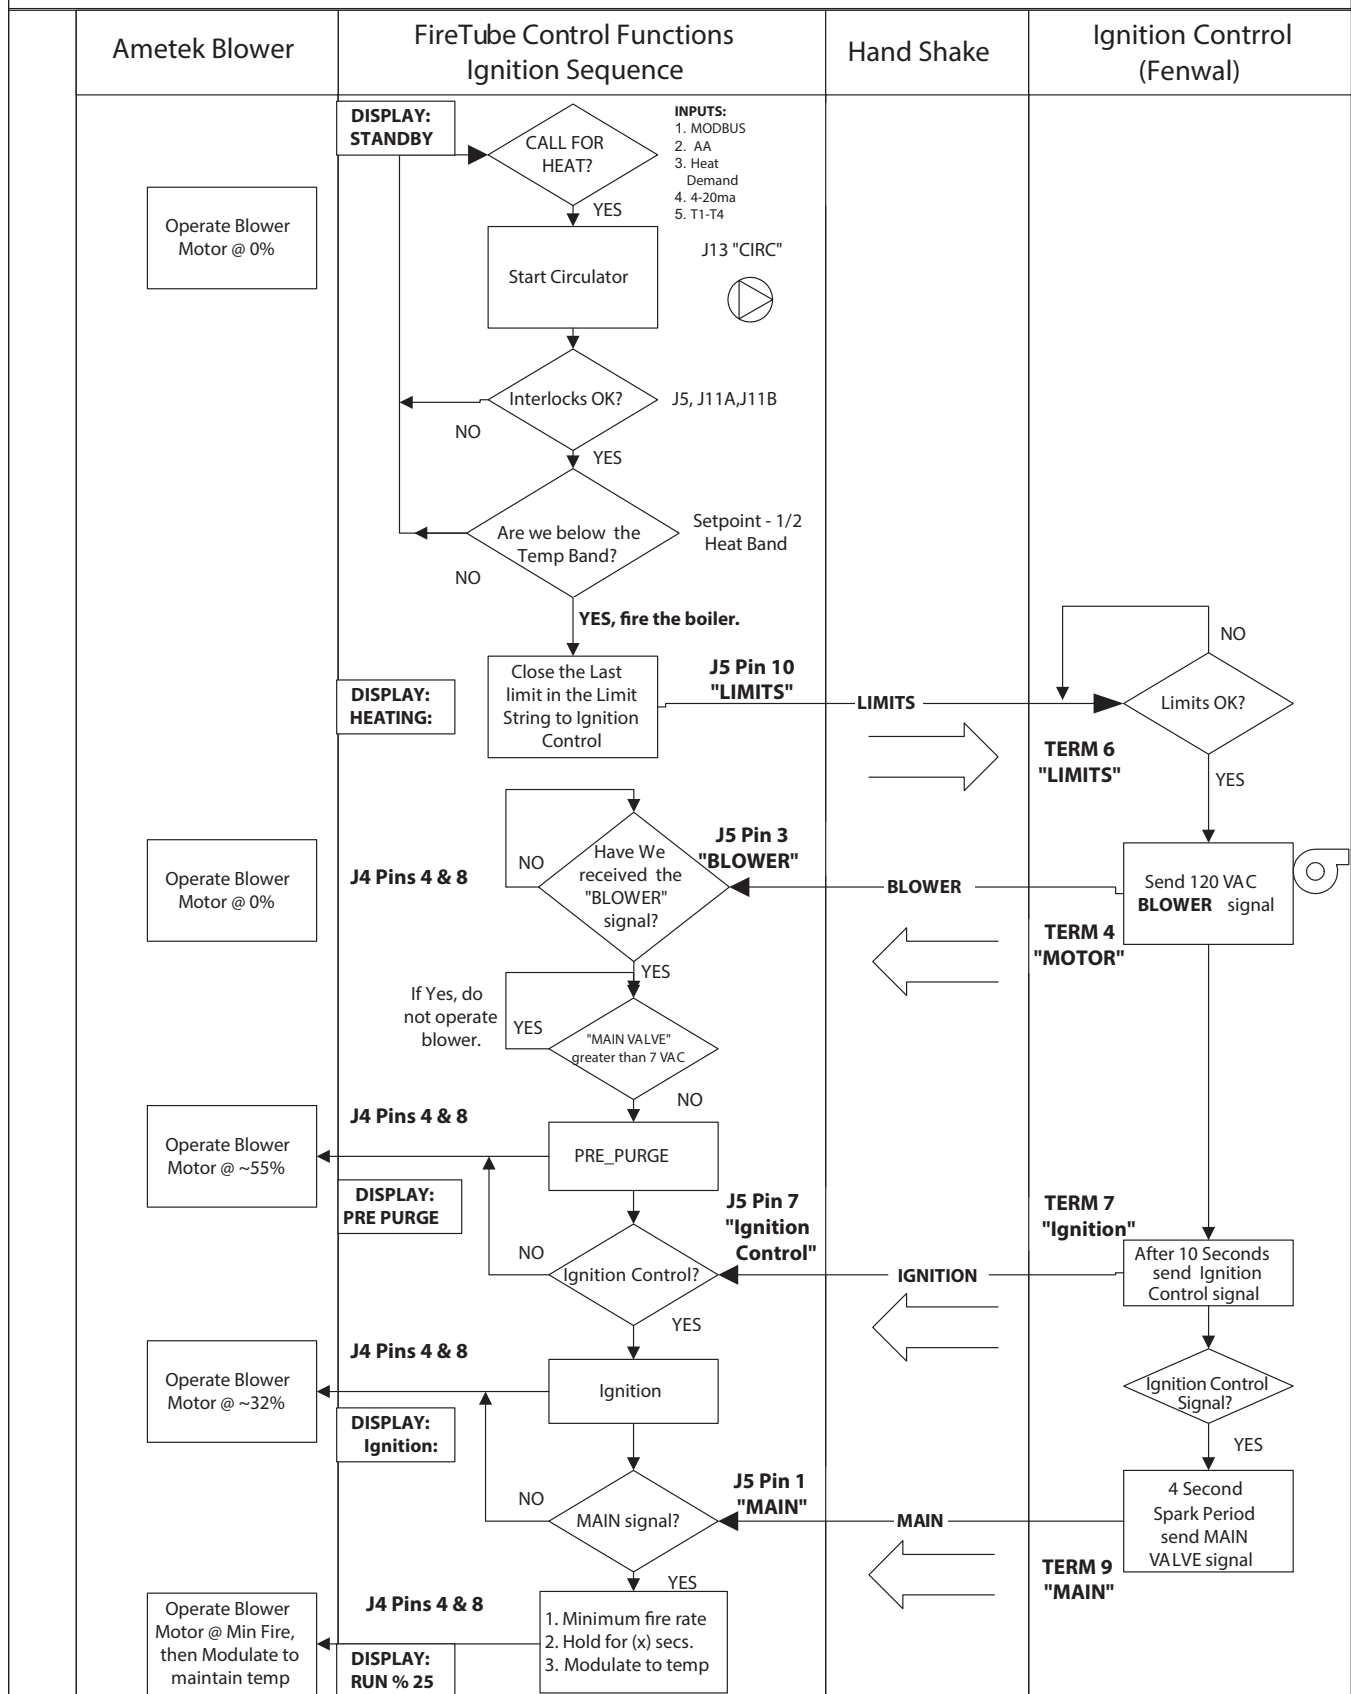 Ametek Blower
FireTube Control Functions
Ignition Sequence
Hand Shake
Ignition Contrrol
(Fenwal)
DISPLAY:
STANDBY
CALL FOR
HEAT?
INPUTS:
1. MODBUS
2. AA
3. Heat
Demand
4. 4-20ma
5. T1-T4
YES
Operate Blower
Motor @ 0%
Start Circulator
J13 "CIRC"
Interlocks OK?
J5, J11A,J11B
NO
YES
Are we below the
Temp Band?
Setpoint - 1/2
Heat Band
NO
YES, fire the boiler.
DISPLAY:
HEATING:
Close the Last
limit in the Limit
String to Ignition
Control
J5 Pin 10
"LIMITS"
LIMITS
NO
Limits OK?
TERM 6
"LIMITS"
YES
Operate Blower
Motor @ 0%
J4 Pins 4 & 8
NO
Have We
received the
"BLOWER"
signal?
J5 Pin 3
"BLOWER"
BLOWER
Send 120 VAC
BLOWER signal
TERM 4
"MOTOR"
YES
If Yes, do
not operate
blower.
YES
"MAIN VALVE"
greater than 7 VAC
NO
J4 Pins 4 & 8
Operate Blower
Motor @ ~55%
PRE_PURGE
DISPLAY:
PRE PURGE
J5 Pin 7
"Ignition
Control"
TERM 7
"Ignition"
NO
Ignition Control?
IGNITION
After 10 Seconds
send Ignition
Control signal
YES
J4 Pins 4 & 8
Operate Blower
Motor @ ~32%
Ignition
DISPLAY:
Ignition:
Ignition Control
Signal?
YES
NO
MAIN signal?
J5 Pin 1
"MAIN"
MAIN
4 Second
Spark Period
send MAIN
VALVE signal
TERM 9
"MAIN"
YES
J4 Pins 4 & 8
Operate Blower
Motor @ Min Fire,
then Modulate to
maintain temp
1. Minimum fire rate
2. Hold for (x) secs.
3. Modulate to temp
DISPLAY:
RUN % 25